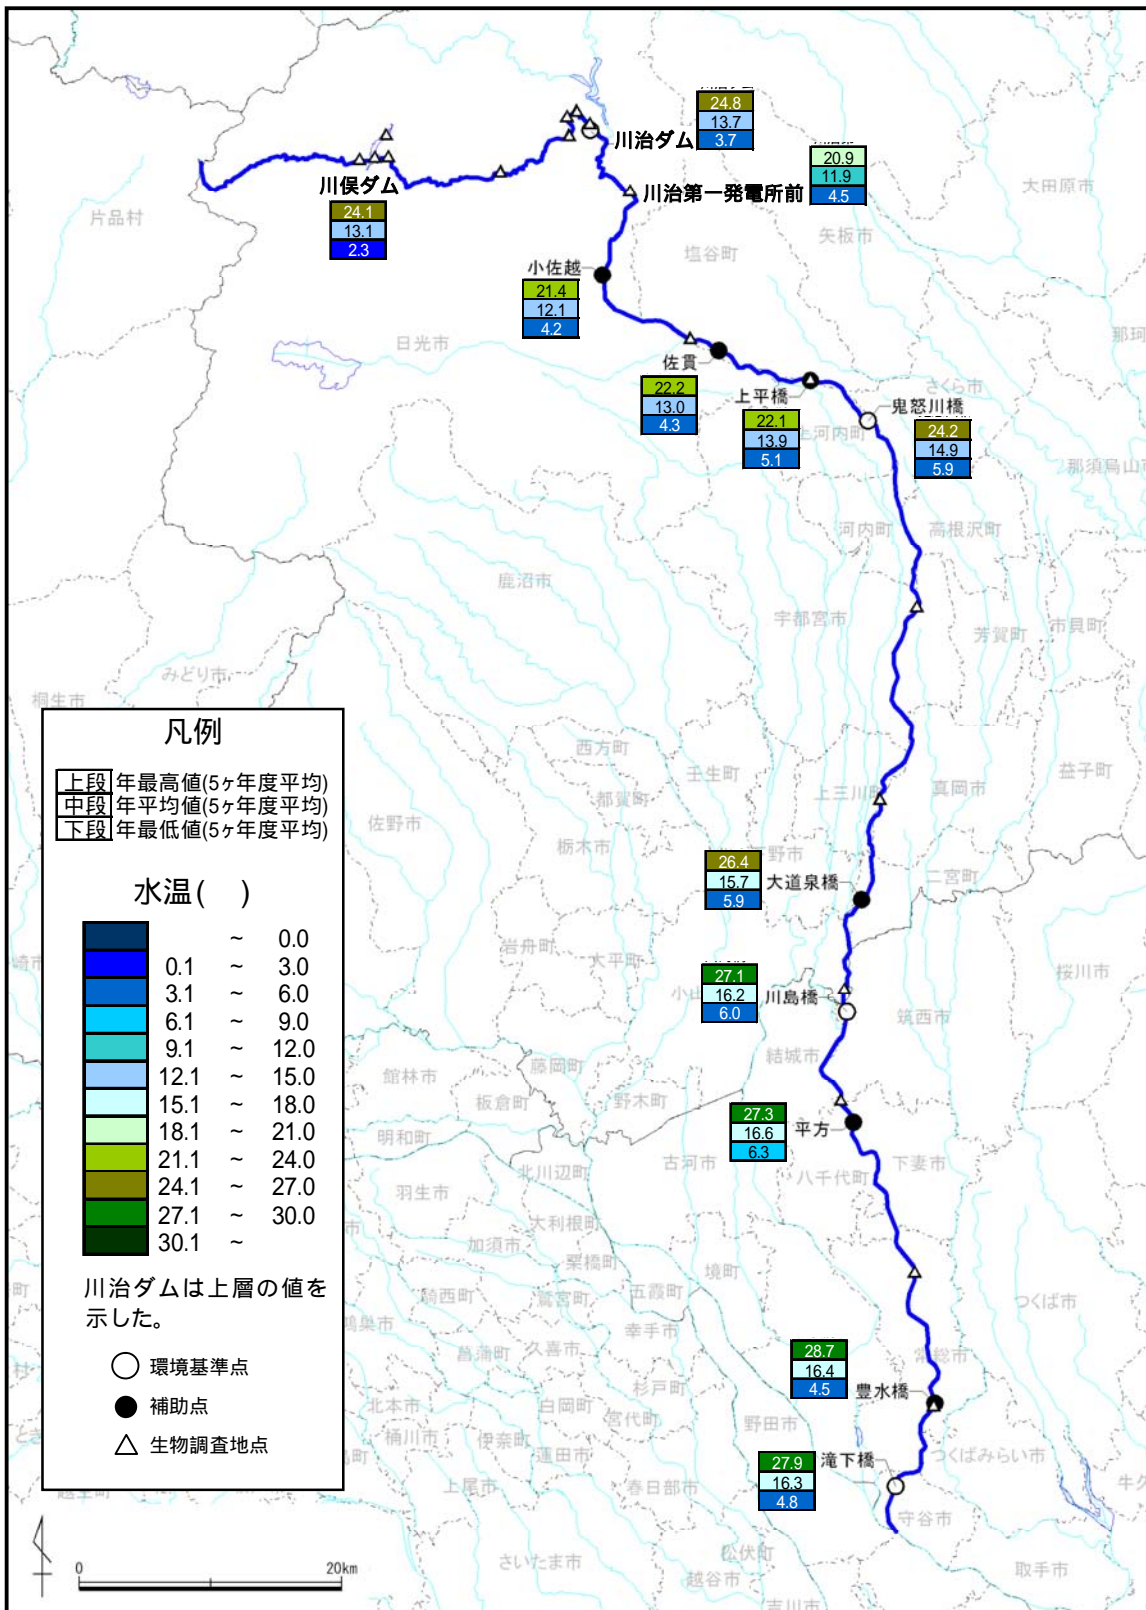 24.8
13.7
3.7
川治ダム
20.9
11.9
4.5
川治第一発電所前
大田原市
川俣ダム
24.1
13.1
2.3
片品村
矢板市
塩谷町
小佐越
21.4
12.1
4.2
日光市
佐貫
22.2
13.0
4.3
上平橋
22.1
13.9
5.1
さくら市
鬼怒川橋
上河内町
24.2
14.9
5.9
那須烏山市
河内町
高根沢町
鹿沼市
宇都宮市
芳賀町
市貝町
みどり市
桐生市
西方町
壬生町
都賀町
上三川町
真岡市
益子町
佐野市
栃木市
26.4
15.7
5.9
大道泉橋
二宮町
岩舟町
大平町
桜川市
27.1
16.2
6.0
川島橋
筑西市
結城市
館林市
藤岡町
板倉町
野木町
明和町
27.3
16.6
6.3
平方
古河市
下妻市
北川辺町
八千代町
羽生市
大利根町
加須市
栗橋町
境町
五霞町
騎西町
鷲宮町
つくば市
鴻巣市
幸手市
久喜市
菖蒲町
28.7
16.4
4.5
常総市
豊水橋
杉戸町
北本市
白岡町
宮代町
野田市
桶川市
伊奈町
蓮田市
つくばみらい市
27.9
16.3
4.8
滝下橋
上尾市
春日部市
守谷市
さいたま市
松伏町
越谷市
取手市
吉川市
凡例
上段 年最高値(5ヶ年度平均)
中段 年平均値(5ヶ年度平均)
下段 年最低値(5ヶ年度平均)
水温( )
~ 0.0
0.1 ~ 3.0
3.1 ~ 6.0
6.1 ~ 9.0
9.1 ~ 12.0
12.1 ~ 15.0
15.1 ~ 18.0
18.1 ~ 21.0
21.1 ~ 24.0
24.1 ~ 27.0
27.1 ~ 30.0
30.1 ~
川治ダムは上層の値を
示した。
環境基準点
補助点
生物調査地点
0 20km